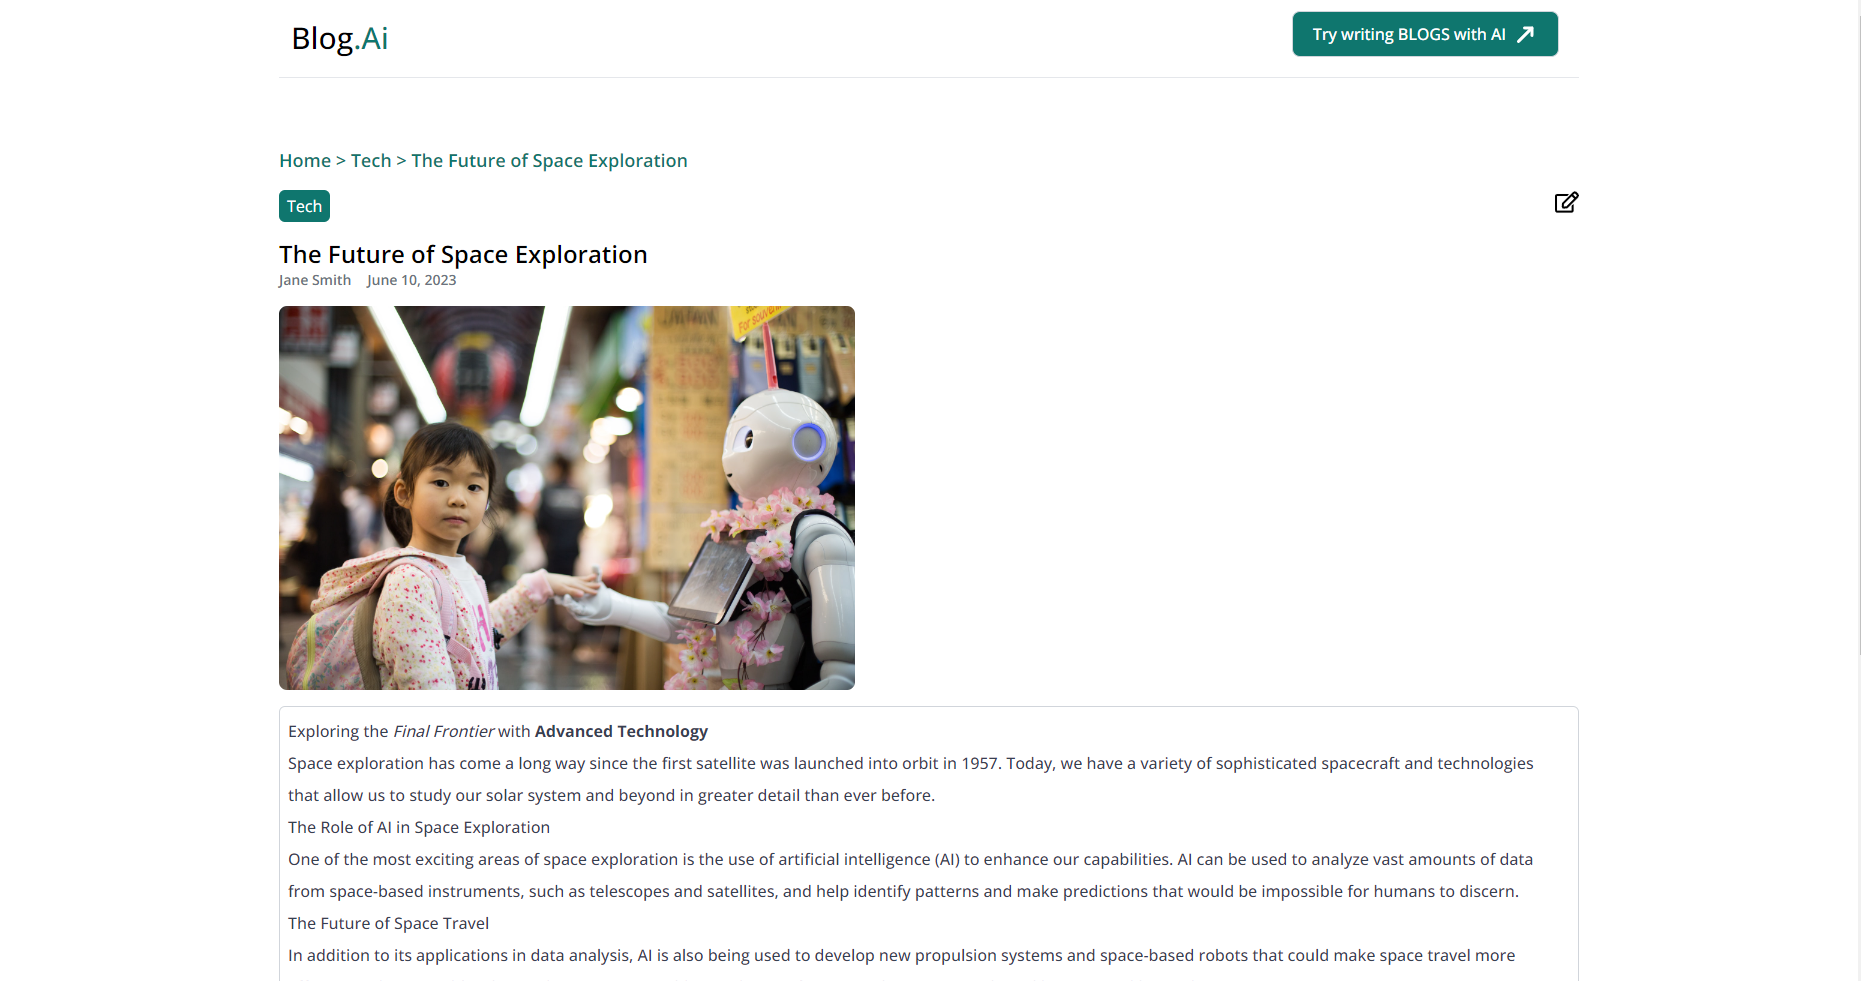 Blog.Ai
Try writing BLOGS with AI
Home > Tech > The Future of Space Exploration
Tech
The Future of Space Exploration
Jane Smith June 10, 2023
For souvenir
Exploring the Final Frontier with Advanced Technology
Space exploration has come a long way since the first satellite was launched into orbit in 1957. Today, we have a variety of sophisticated spacecraft and technologies
that allow us to study our solar system and beyond in greater detail than ever before.
The Role of AI in Space Exploration
One of the most exciting areas of space exploration is the use of artificial intelligence (AI) to enhance our capabilities. AI can be used to analyze vast amounts of data
from space-based instruments, such as telescopes and satellites, and help identify patterns and make predictions that would be impossible for humans to discern.
The Future of Space Travel
In addition to its applications in data analysis, AI is also being used to develop new propulsion systems and space-based robots that could make space travel more